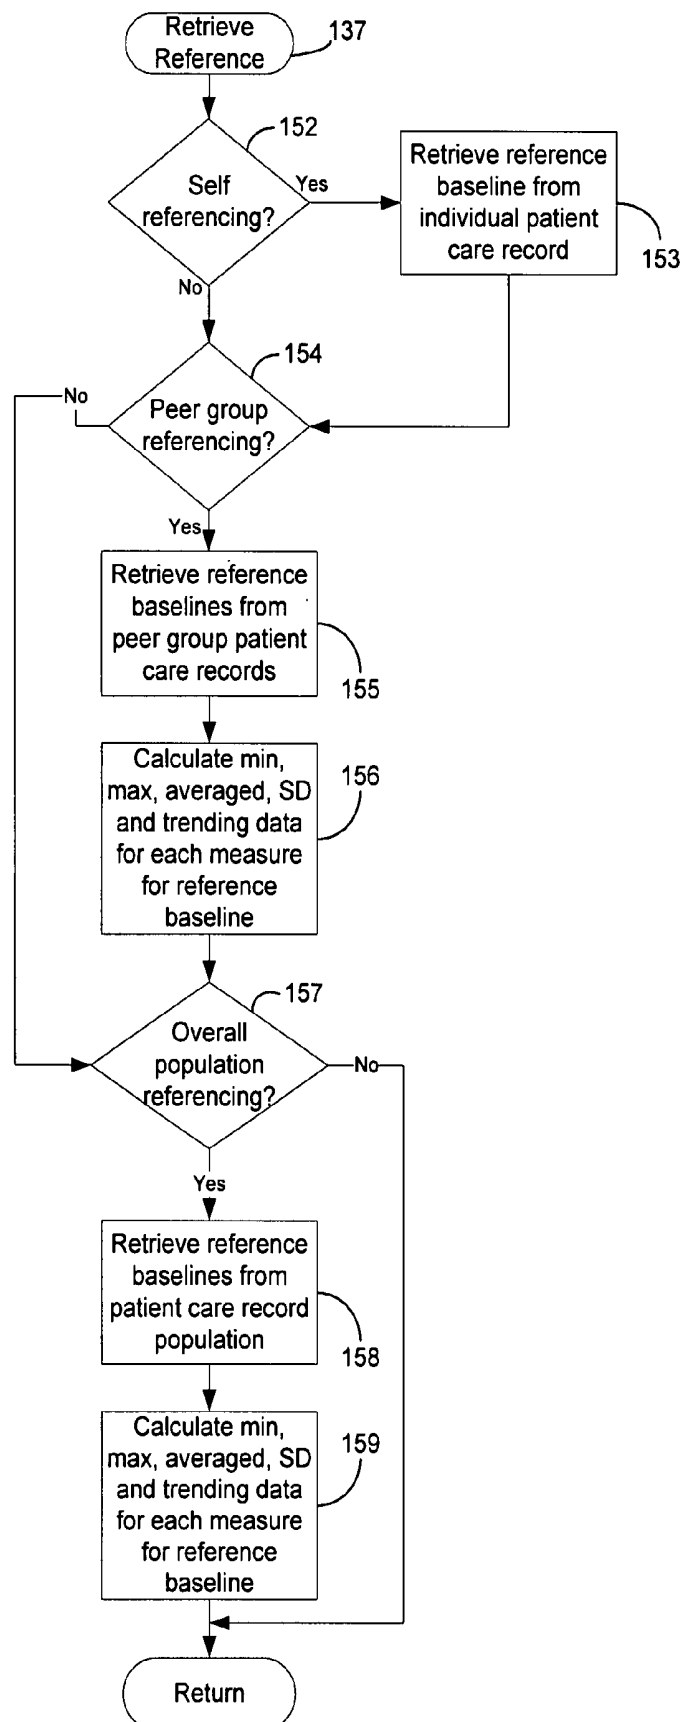 Retrieve
Reference
137
152
Self
referencing?
Yes
Retrieve reference
baseline from
individual patient
care record
153
No
154
Peer group
referencing?
No
Yes
Retrieve reference
baselines from
peer group patient
care records
155
Calculate min,
max, averaged, SD
and trending data
for each measure
for reference
baseline
156
157
Overall
population
referencing?
No
Yes
Retrieve reference
baselines from
patient care record
population
158
Calculate min,
max, averaged, SD
and trending data
for each measure
for reference
baseline
159
Return